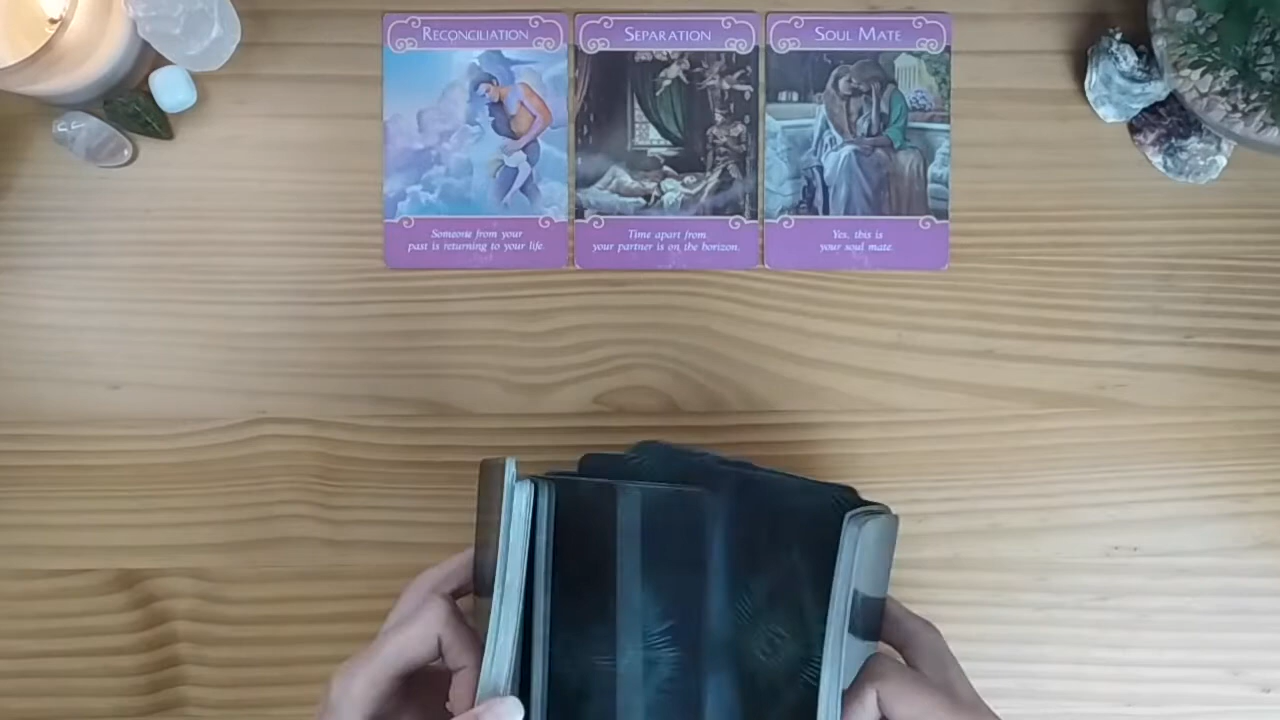 RECONCILIATION
Someone from your
past is returning to your life.
SEPARATION
Time apart from
your partner is on the horizon.
SOUL MATE
Yes, this is
your soul mate.